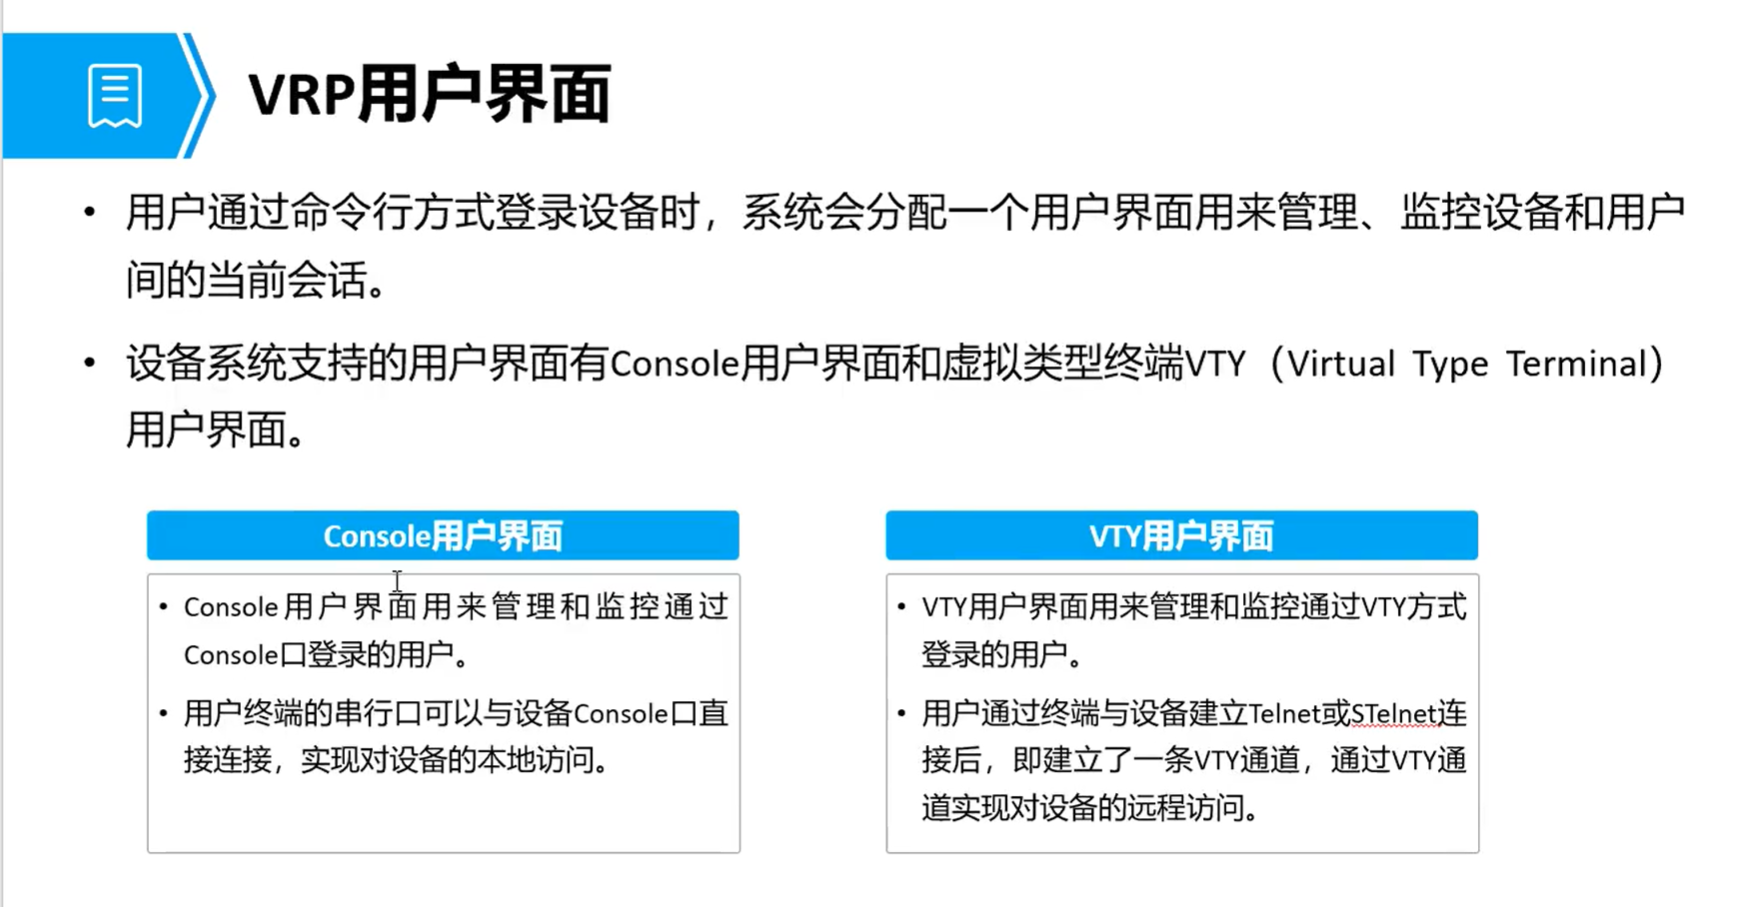 VRP用户界面
• 用户通过命令行方式登录设备时，系统会分配一个用户界面用来管理、监控设备和用户
间的当前会话。
• 设备系统支持的用户界面有Console用户界面和虚拟类型终端VTY（Virtual Type Terminal）
用户界面。
Console用户界面
• Console用户界面用来管理和监控通过
Console口登录的用户。
• 用户终端的串行口可以与设备Console口直
接连接，实现对设备的本地访问。
VTY用户界面
• VTY用户界面用来管理和监控通过VTY方式
登录的用户。
• 用户通过终端与设备建立Telnet或STelnet连
接后，即建立了一条VTY通道，通过VTY通
道实现对设备的远程访问。